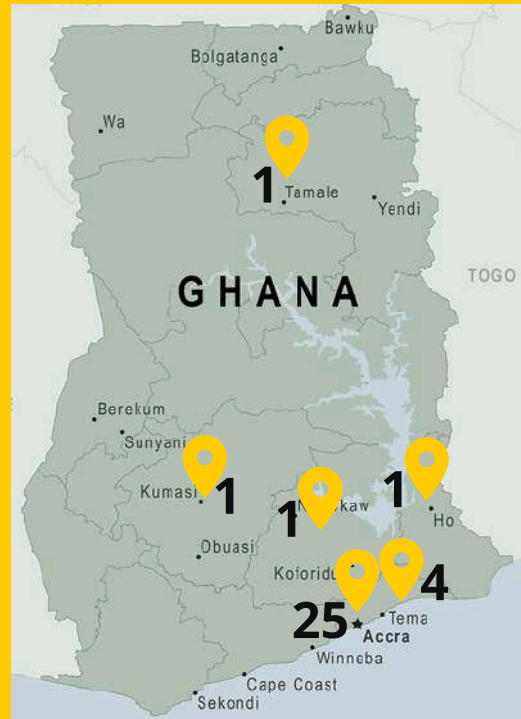 Bawku
Bolgatanga
Wa
1
Tamale
Yendi
GHANA
TOGO
Berekum
Sunyani
Kumasi
1
1
1
Ho
Obuasi
4
25
Tema
Accra
Winneba
Cape Coast
Sekondi